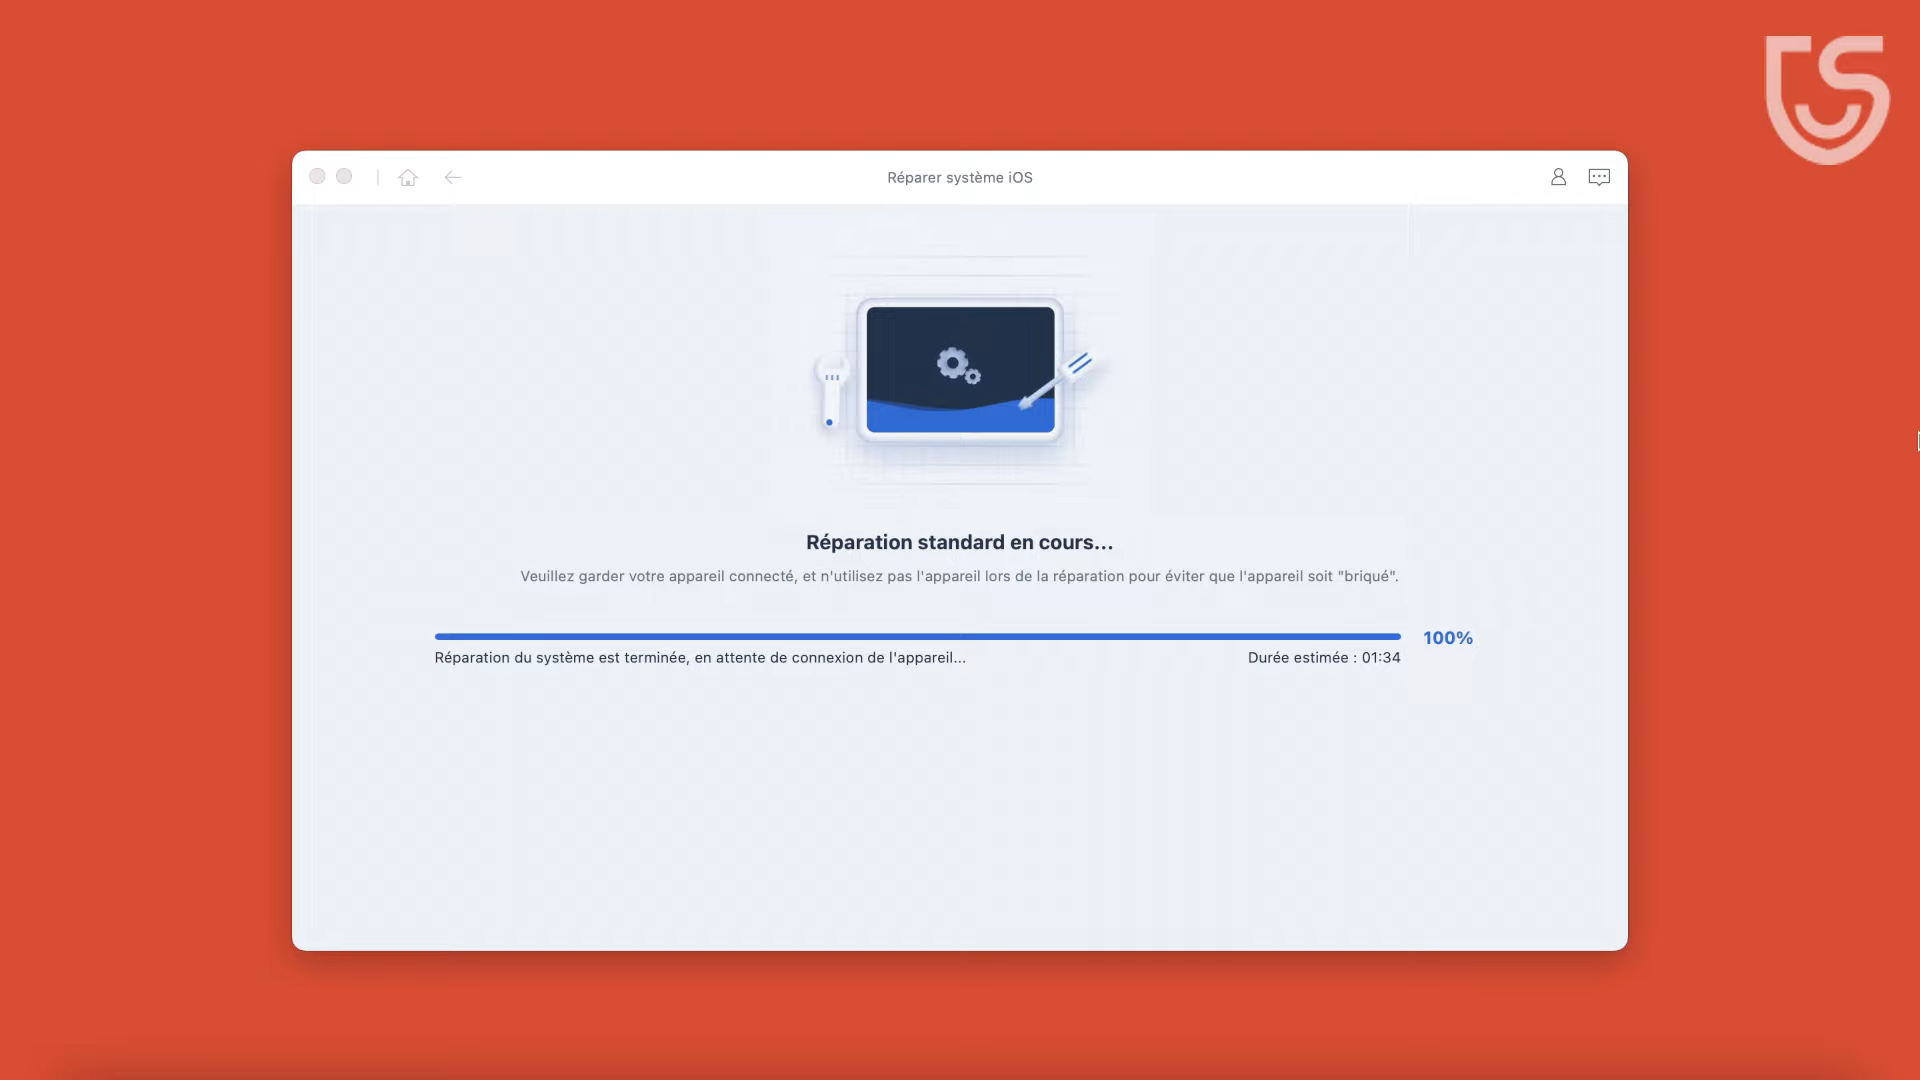 Réparer système iOS
Réparation standard en cours...
Veuillez garder votre appareil connecté, et n'utilisez pas l'appareil lors de la réparation pour éviter que l'appareil soit "briqué".
100%
Réparation du système est terminée, en attente de connexion de l'appareil...
Durée estimée : 01:34